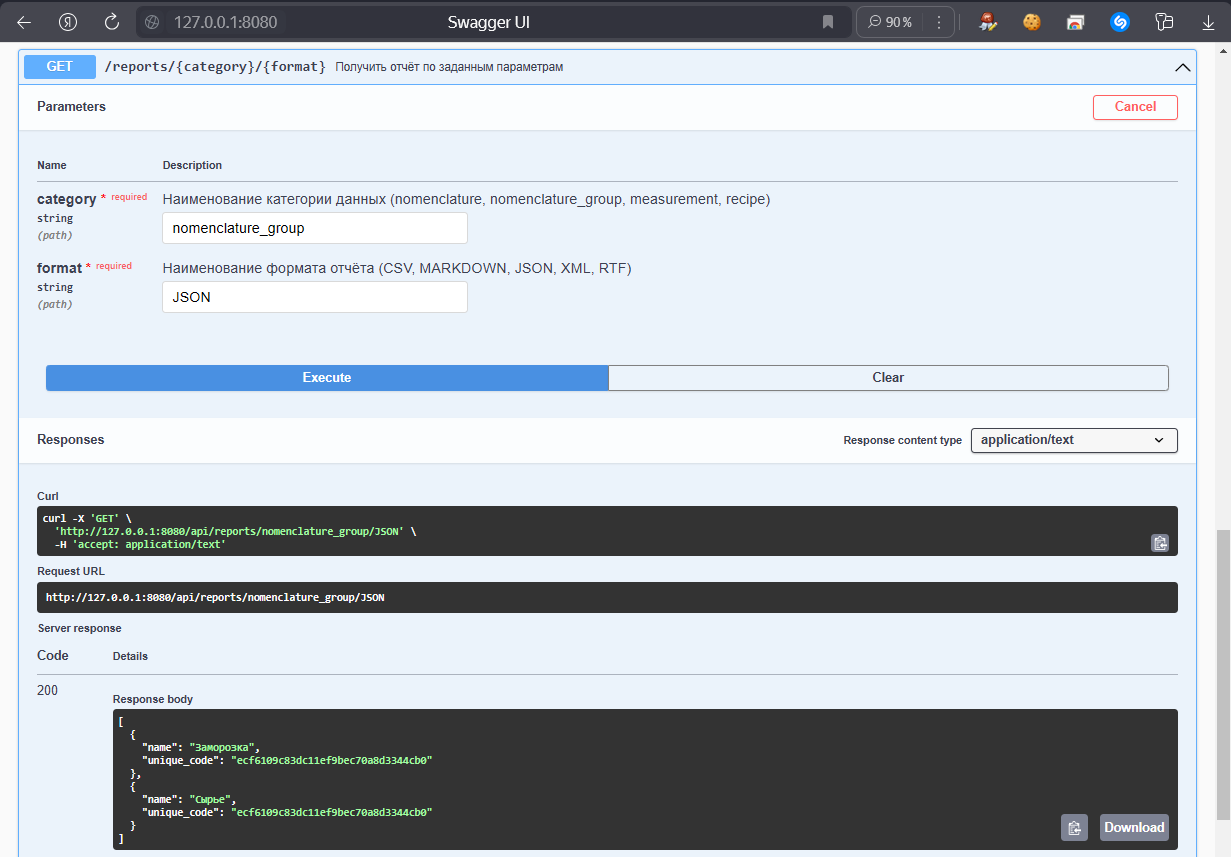 127.0.0.1:8080 Swagger UI 90 %
GET /reports/{category}/{format} Получить отчёт по заданным параметрам
Parameters Cancel
Name Description
category * required Наименование категории данных (nomenclature, nomenclature_group, measurement, recipe)
string nomenclature_group
(path)
format * required Наименование формата отчёта (CSV, MARKDOWN, JSON, XML, RTF)
string JSON
(path)
Execute Clear
Responses Response content type application/text
Curl
curl -X 'GET' \
'http://127.0.0.1:8080/api/reports/nomenclature_group/JSON' \
-H 'accept: application/text'
Request URL
http://127.0.0.1:8080/api/reports/nomenclature_group/JSON
Server response
Code Details
200
Response body
[
{
"name": "Заморозка",
"unique_code": "ecf6109c83dc11ef9bec70a8d3344cb0"
},
{
"name": "Сырье",
"unique_code": "ecf6109c83dc11ef9bec70a8d3344cb0"
}
]
Download